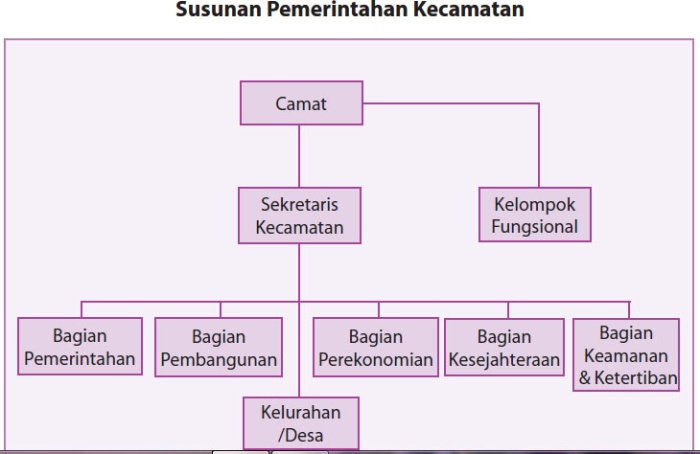 Susunan Pemerintahan Kecamatan
Camat
Sekretaris
Kecamatan
Kelompok
Fungsional
Bagian
Pemerintahan
Bagian
Pembangunan
Bagian
Perekonomian
Bagian
Kesejahteraan
Bagian
Keamanan
& Ketertiban
Kelurahan
/Desa